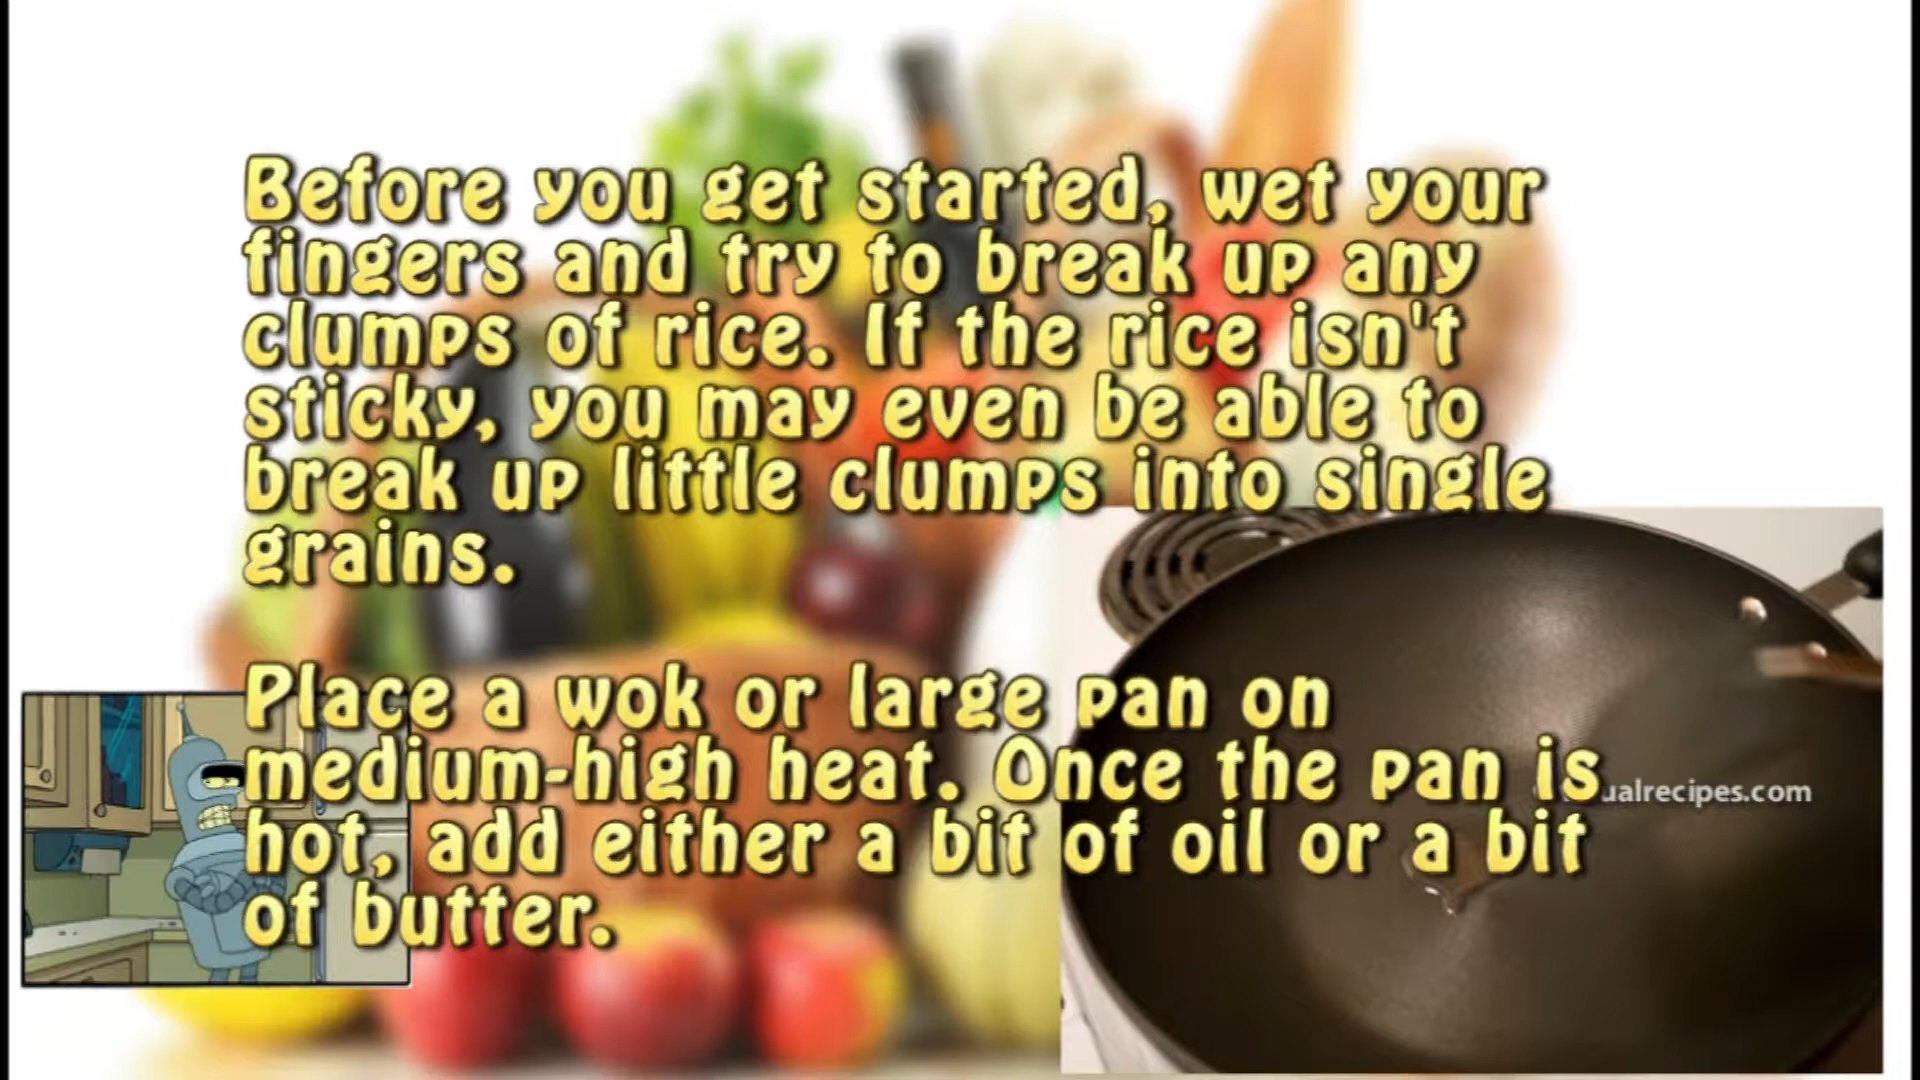 Before you get started, wet your
fingers and try to break up any
clumps of rice. If the rice isn't
sticky, you may even be able to
break up little clumps into single
grains.
Place a wok or large pan on
medium-high heat. Once the pan is
hot, add either a bit of oil or a bit
of butter.